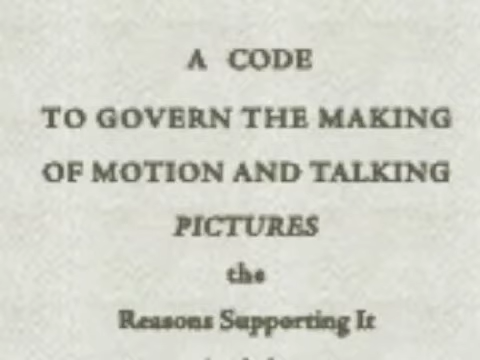 A CODE
TO GOVERN THE MAKING
OF MOTION AND TALKING
PICTURES
the
Reasons Supporting It